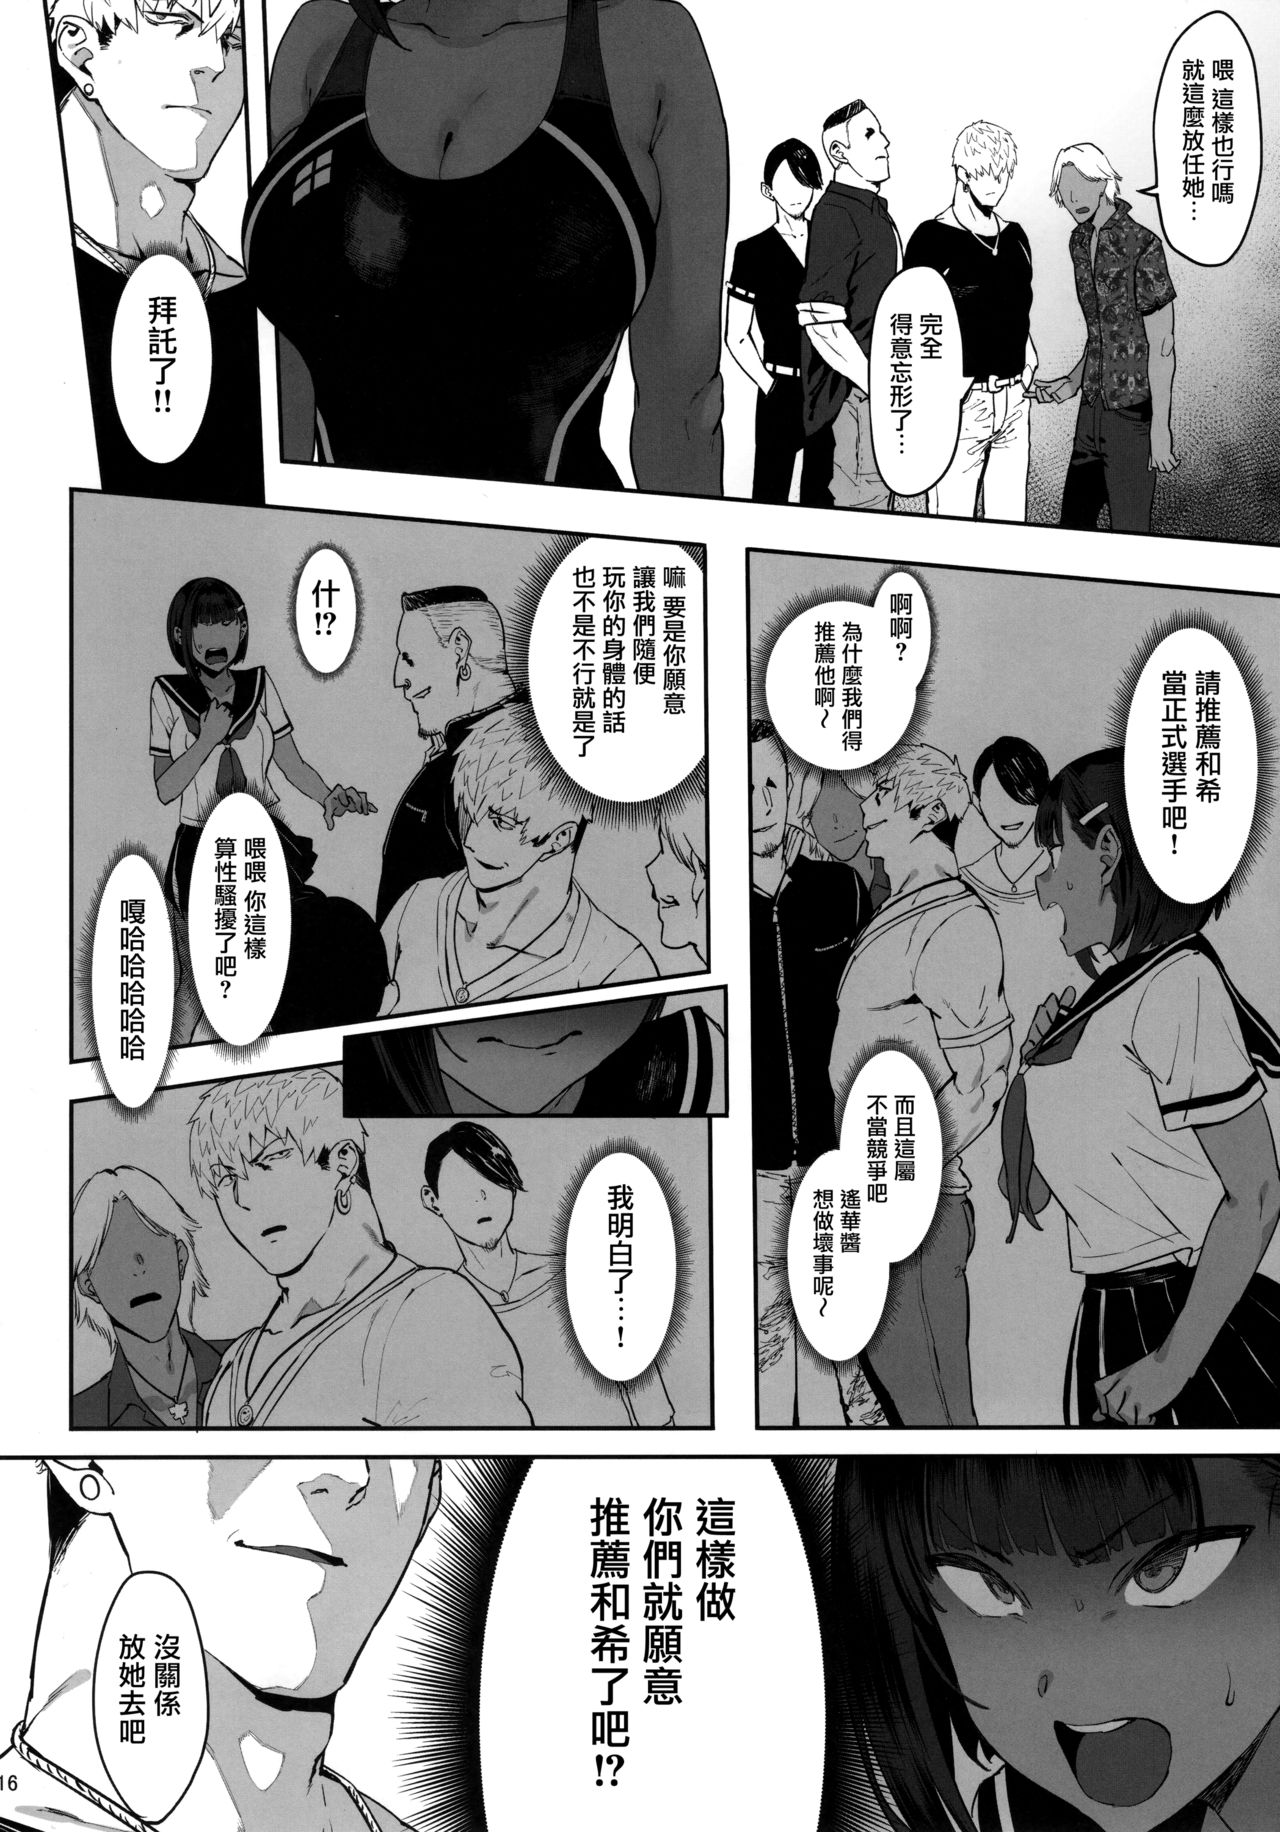 喂 這樣也行嗎
就這麼放任她…
完全
得意忘形了…
拜託了!!
請推薦和希
當正式選手吧！
啊啊？
為什麼我們得
推薦他啊～
而且這屬
不當競爭吧
遙華醬
想做壞事呢～
嘛 要是你願意
讓我們隨便
玩你的身體的話
也不是不行就是了
什!?
喂喂 你這樣
算性騷擾了吧？
嘎哈哈哈哈哈
我明白了…！
這樣做
你們就願意
推薦和希了吧!?
沒關係
放她去吧
16